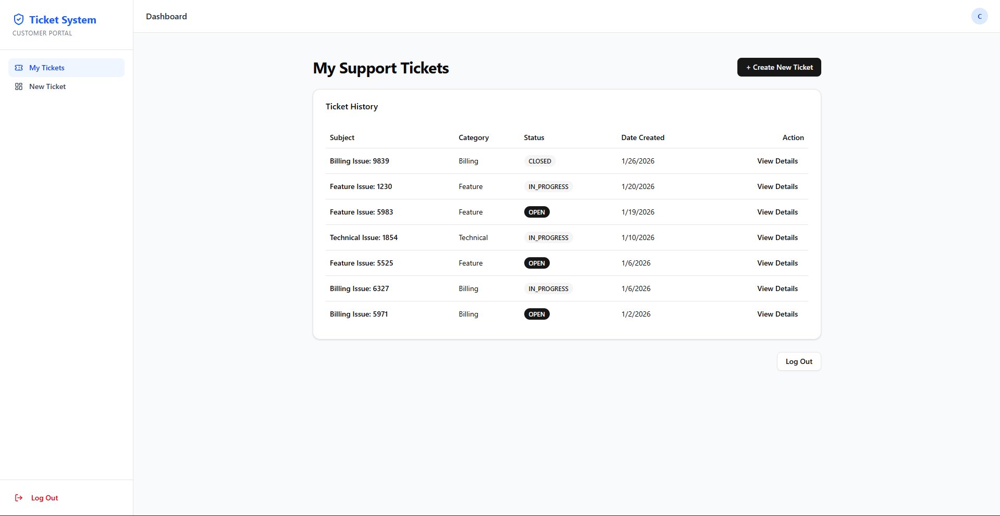 Ticket System
CUSTOMER PORTAL
My Tickets
New Ticket
Log Out
Dashboard
C
My Support Tickets
+ Create New Ticket
Ticket History
Subject Category Status Date Created Action
Billing Issue: 9839 Billing CLOSED 1/26/2026 View Details
Feature Issue: 1230 Feature IN_PROGRESS 1/20/2026 View Details
Feature Issue: 5983 Feature OPEN 1/19/2026 View Details
Technical Issue: 1854 Technical IN_PROGRESS 1/10/2026 View Details
Feature Issue: 5525 Feature OPEN 1/6/2026 View Details
Billing Issue: 6327 Billing IN_PROGRESS 1/6/2026 View Details
Billing Issue: 5971 Billing OPEN 1/2/2026 View Details
Log Out